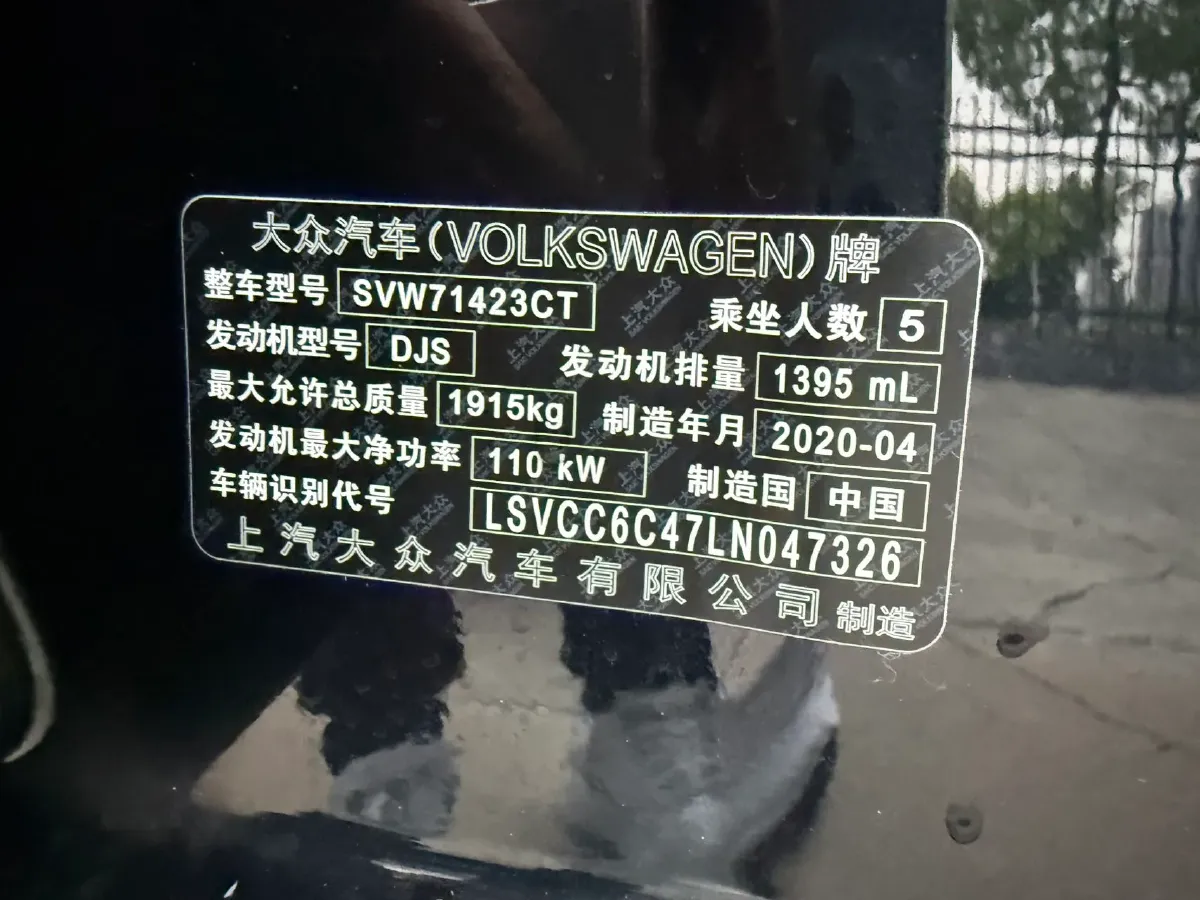 大众汽车(VOLKSWAGEN)牌
整车型号 SVW71423CT 乘坐人数 5
发动机型号 DJS 发动机排量 1395 mL
最大允许总质量 1915kg 制造年月 2020-04
发动机最大净功率 110 kW 制造国 中国
车辆识别代号 LSVCC6C47LN047326
上汽大众汽车有限公司 制造